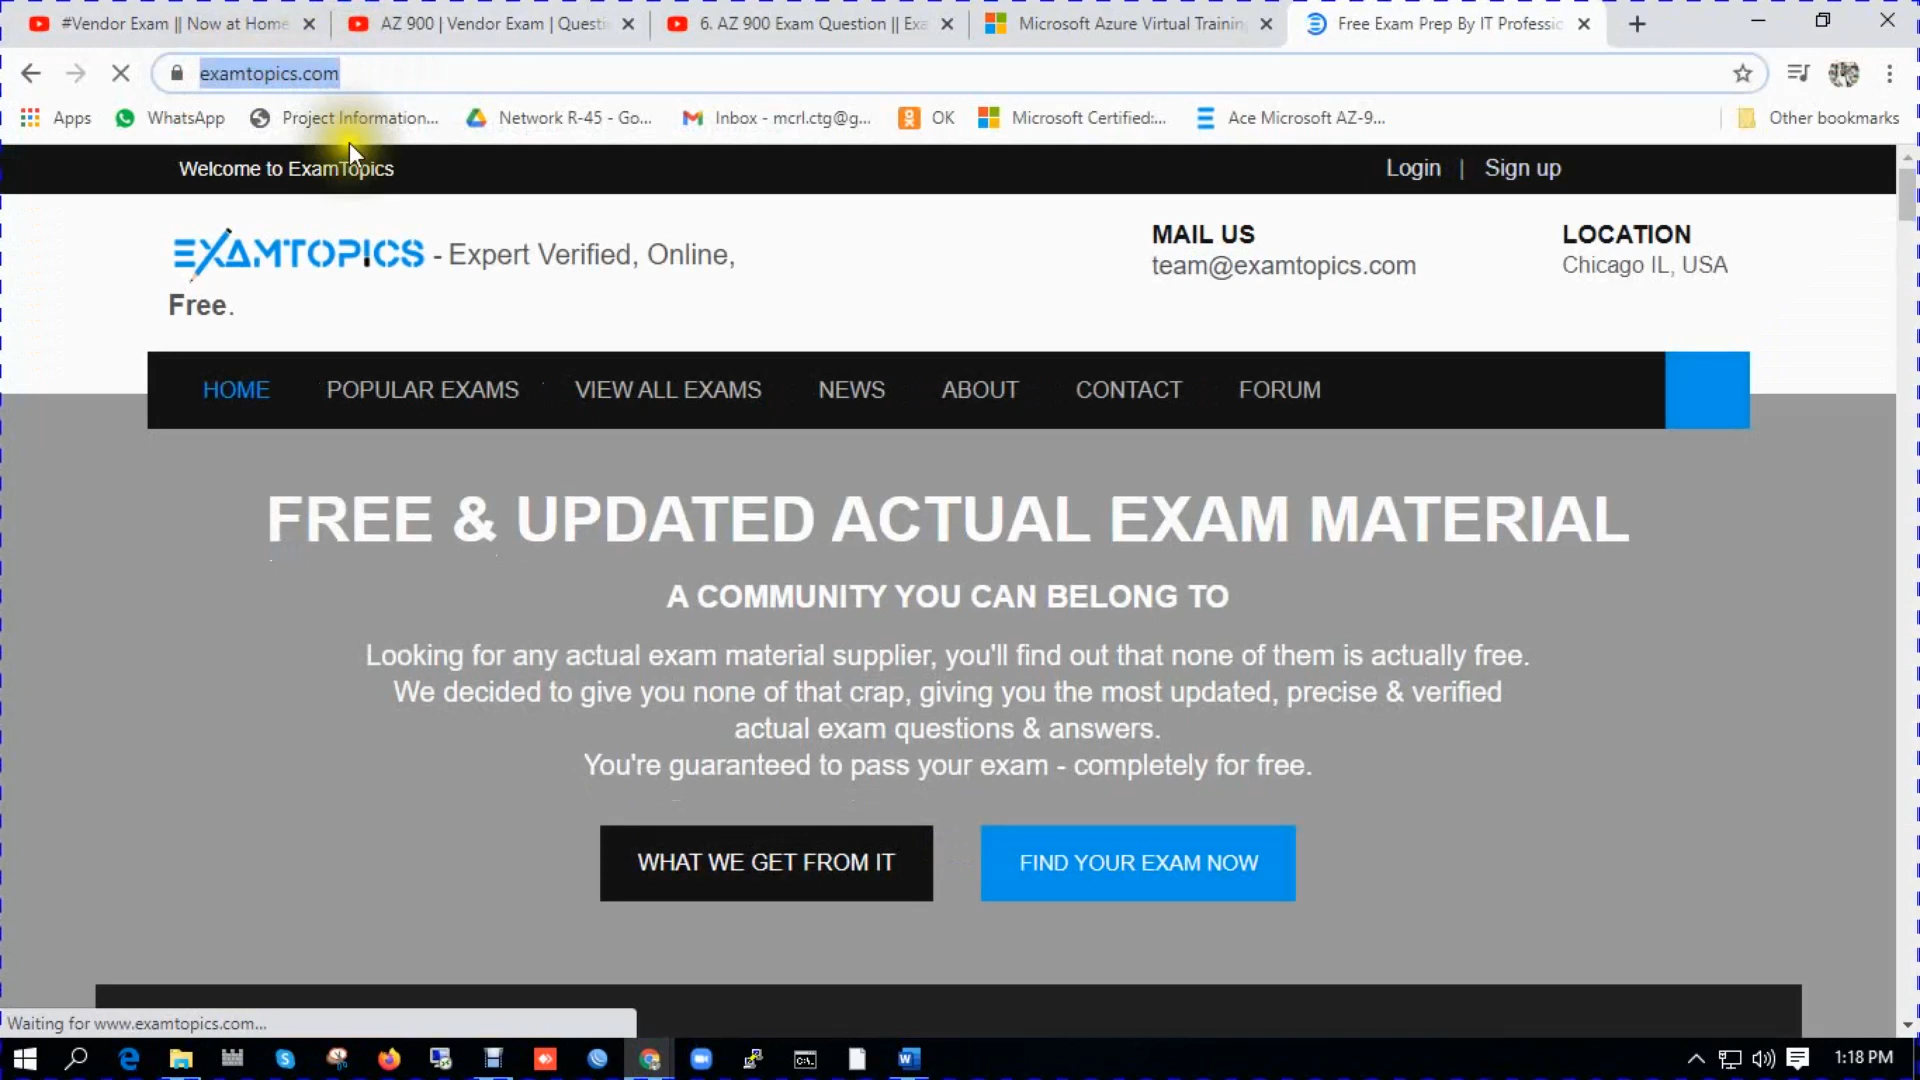 #Vendor Exam || Now at Home
AZ 900 | Vendor Exam | Questi
6. AZ 900 Exam Question || Exa
Microsoft Azure Virtual Training
Free Exam Prep By IT Professio
examtopics.com
Apps
WhatsApp
Project Information...
Network R-45 - Go...
Inbox - mcrl.ctg@g...
OK
Microsoft Certified:...
Ace Microsoft AZ-9...
Other bookmarks
Welcome to ExamTopics
Login | Sign up
EXAMTOPICS - Expert Verified, Online,
Free.
MAIL US
team@examtopics.com
LOCATION
Chicago IL, USA
HOME
POPULAR EXAMS
VIEW ALL EXAMS
NEWS
ABOUT
CONTACT
FORUM
FREE & UPDATED ACTUAL EXAM MATERIAL
A COMMUNITY YOU CAN BELONG TO
Looking for any actual exam material supplier, you'll find out that none of them is actually free.
We decided to give you none of that crap, giving you the most updated, precise & verified
actual exam questions & answers.
You're guaranteed to pass your exam - completely for free.
WHAT WE GET FROM IT
FIND YOUR EXAM NOW
Waiting for www.examtopics.com...
1:18 PM